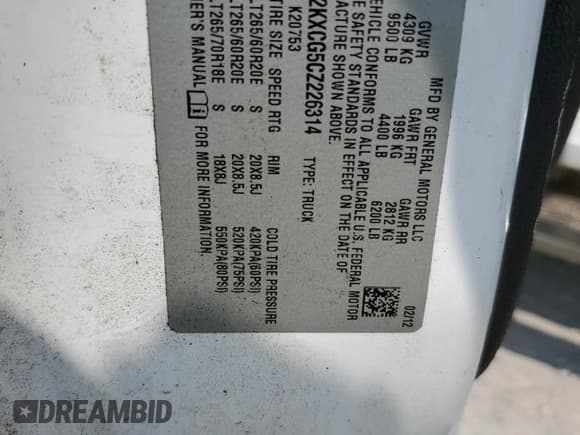 MFD BY GENERAL MOTORS LLC 02/12
GVWR GAWR FRT GAWR RR
4309 KG 1996 KG 2812 KG
9500 LB 4400 LB 6200 LB
VEHICLE CONFORMS TO ALL APPLICABLE U.S. FEDERAL MOTOR
E SAFETY STANDARDS IN EFFECT ON THE DATE OF
FACTURE SHOWN ABOVE.
2KXCG5CZ226314 TYPE: TRUCK
K20753
TIRE SIZE SPEED RTG RIM COLD TIRE PRESSURE
LT265/60R20E S 20X8.5J 420KPA(60PSI)
LT265/60R20E S 20X8.5J 520KPA(75PSI)
LT265/70R18E S 18X8J 550KPA(80PSI)
ER'S MANUAL FOR MORE INFORMATION.
DREAMBID